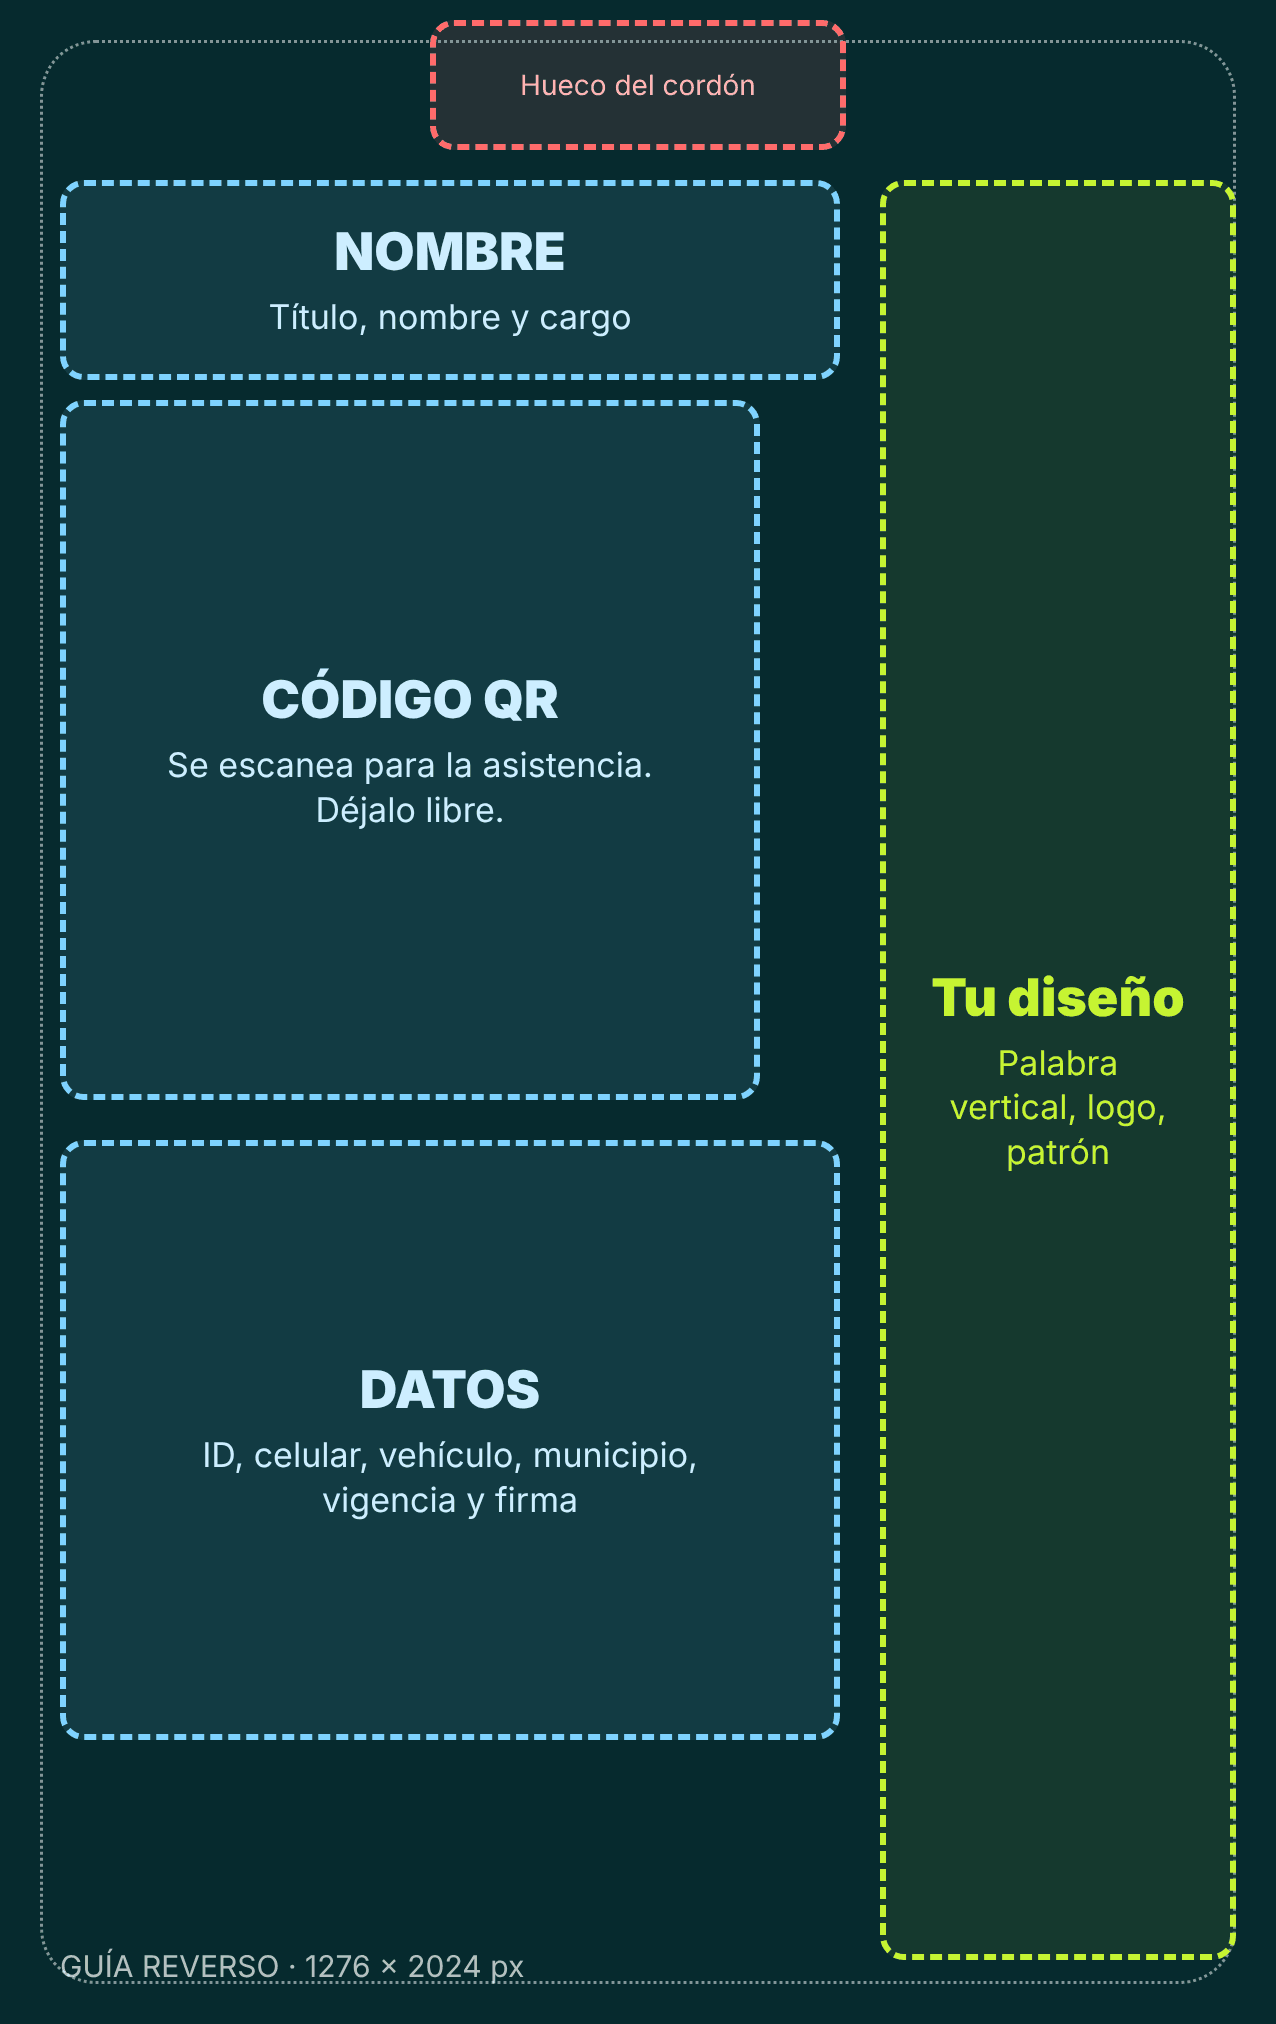 Hueco del cordón
NOMBRE
Título, nombre y cargo
CÓDIGO QR
Se escanea para la asistencia.
Déjalo libre.
Tu diseño
Palabra
vertical, logo,
patrón
DATOS
ID, celular, vehículo, municipio,
vigencia y firma
GUÍA REVERSO · 1276 × 2024 px